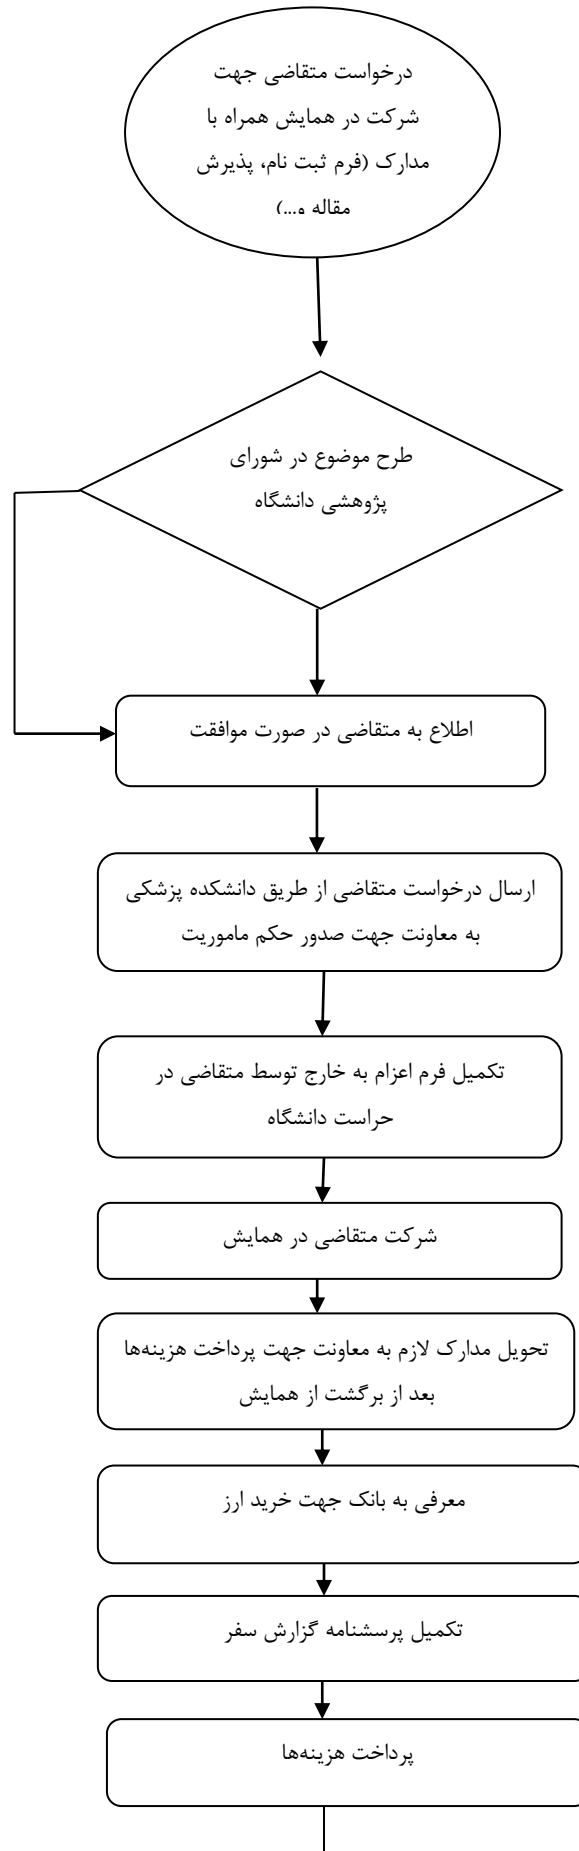 درخواست متقاضی جهت
شرکت در همایش همراه با
مدارک (فرم ثبت نام، پذیرش
مقاله و...)
طرح موضوع در شورای
پژوهشی دانشگاه
اطلاع به متقاضی در صورت موافقت
ارسال درخواست متقاضی از طریق دانشکده پزشکی
به معاونت جهت صدور حکم ماموریت
تکمیل فرم اعزام به خارج توسط متقاضی در
حراست دانشگاه
شرکت متقاضی در همایش
تحویل مدارک لازم به معاونت جهت پرداخت هزینه‌ها
بعد از برگشت از همایش
معرفی به بانک جهت خرید ارز
تکمیل پرسشنامه گزارش سفر
پرداخت هزینه‌ها